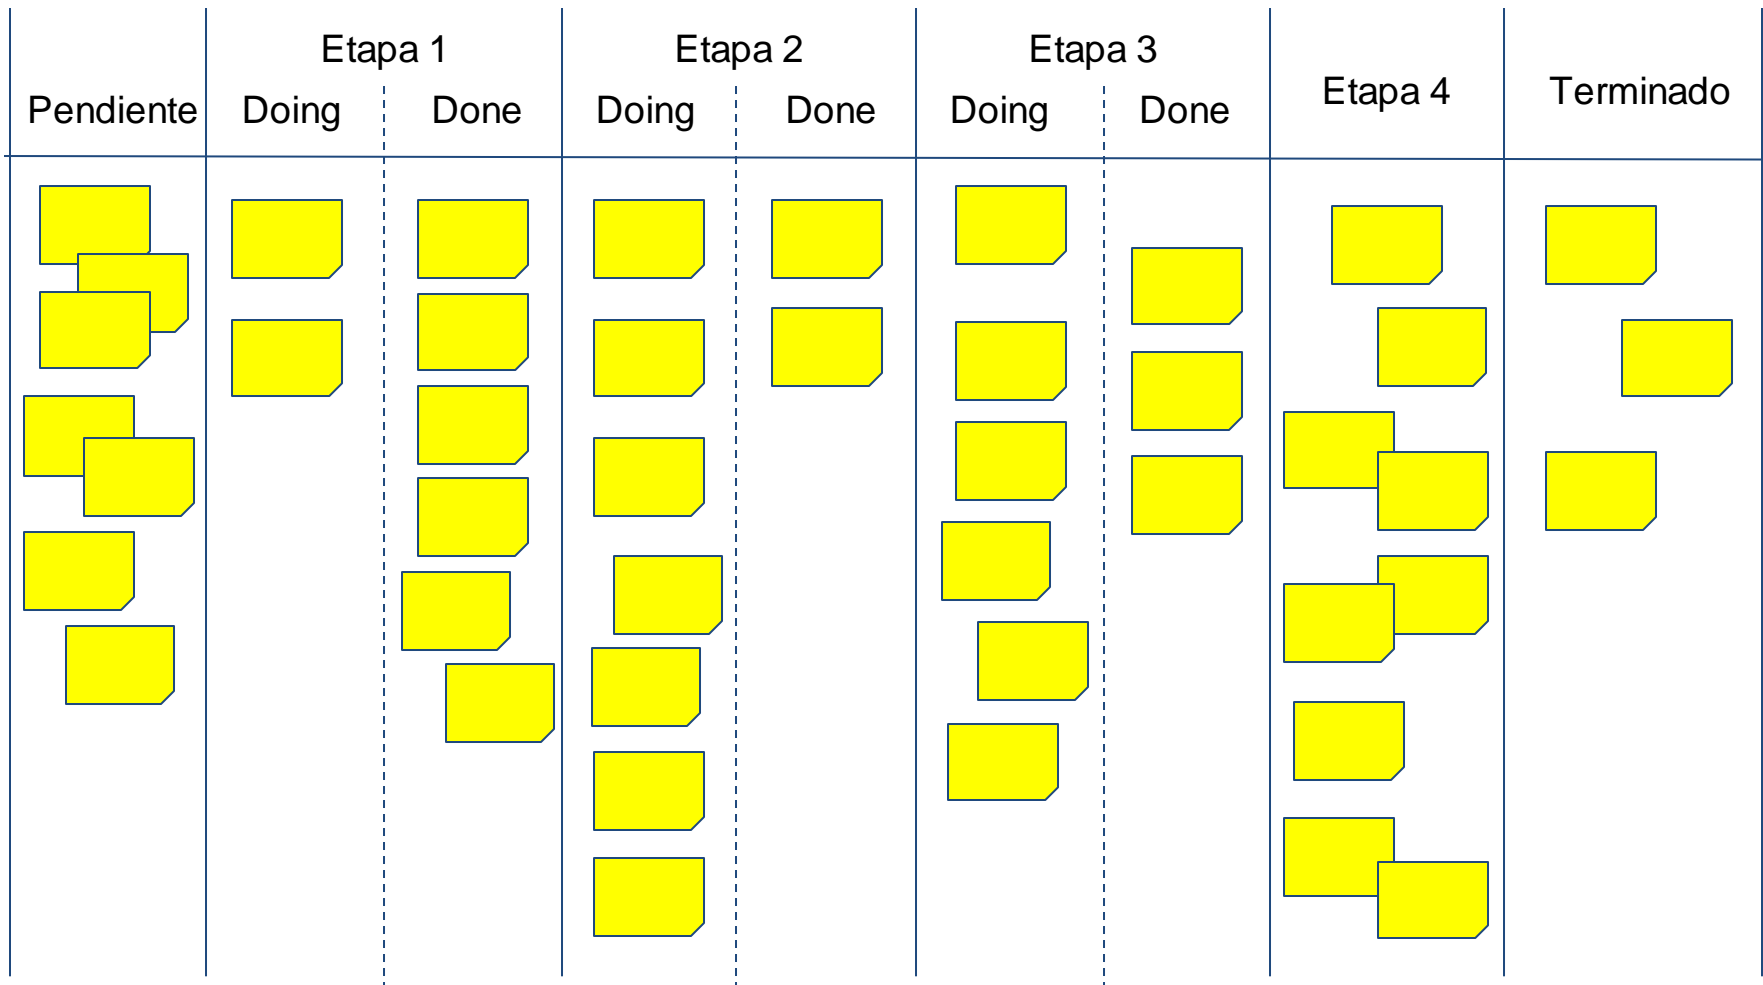 Etapa 1
Etapa 2
Etapa 3
Etapa 4
Terminado
Pendiente
Doing
Done
Doing
Done
Doing
Done